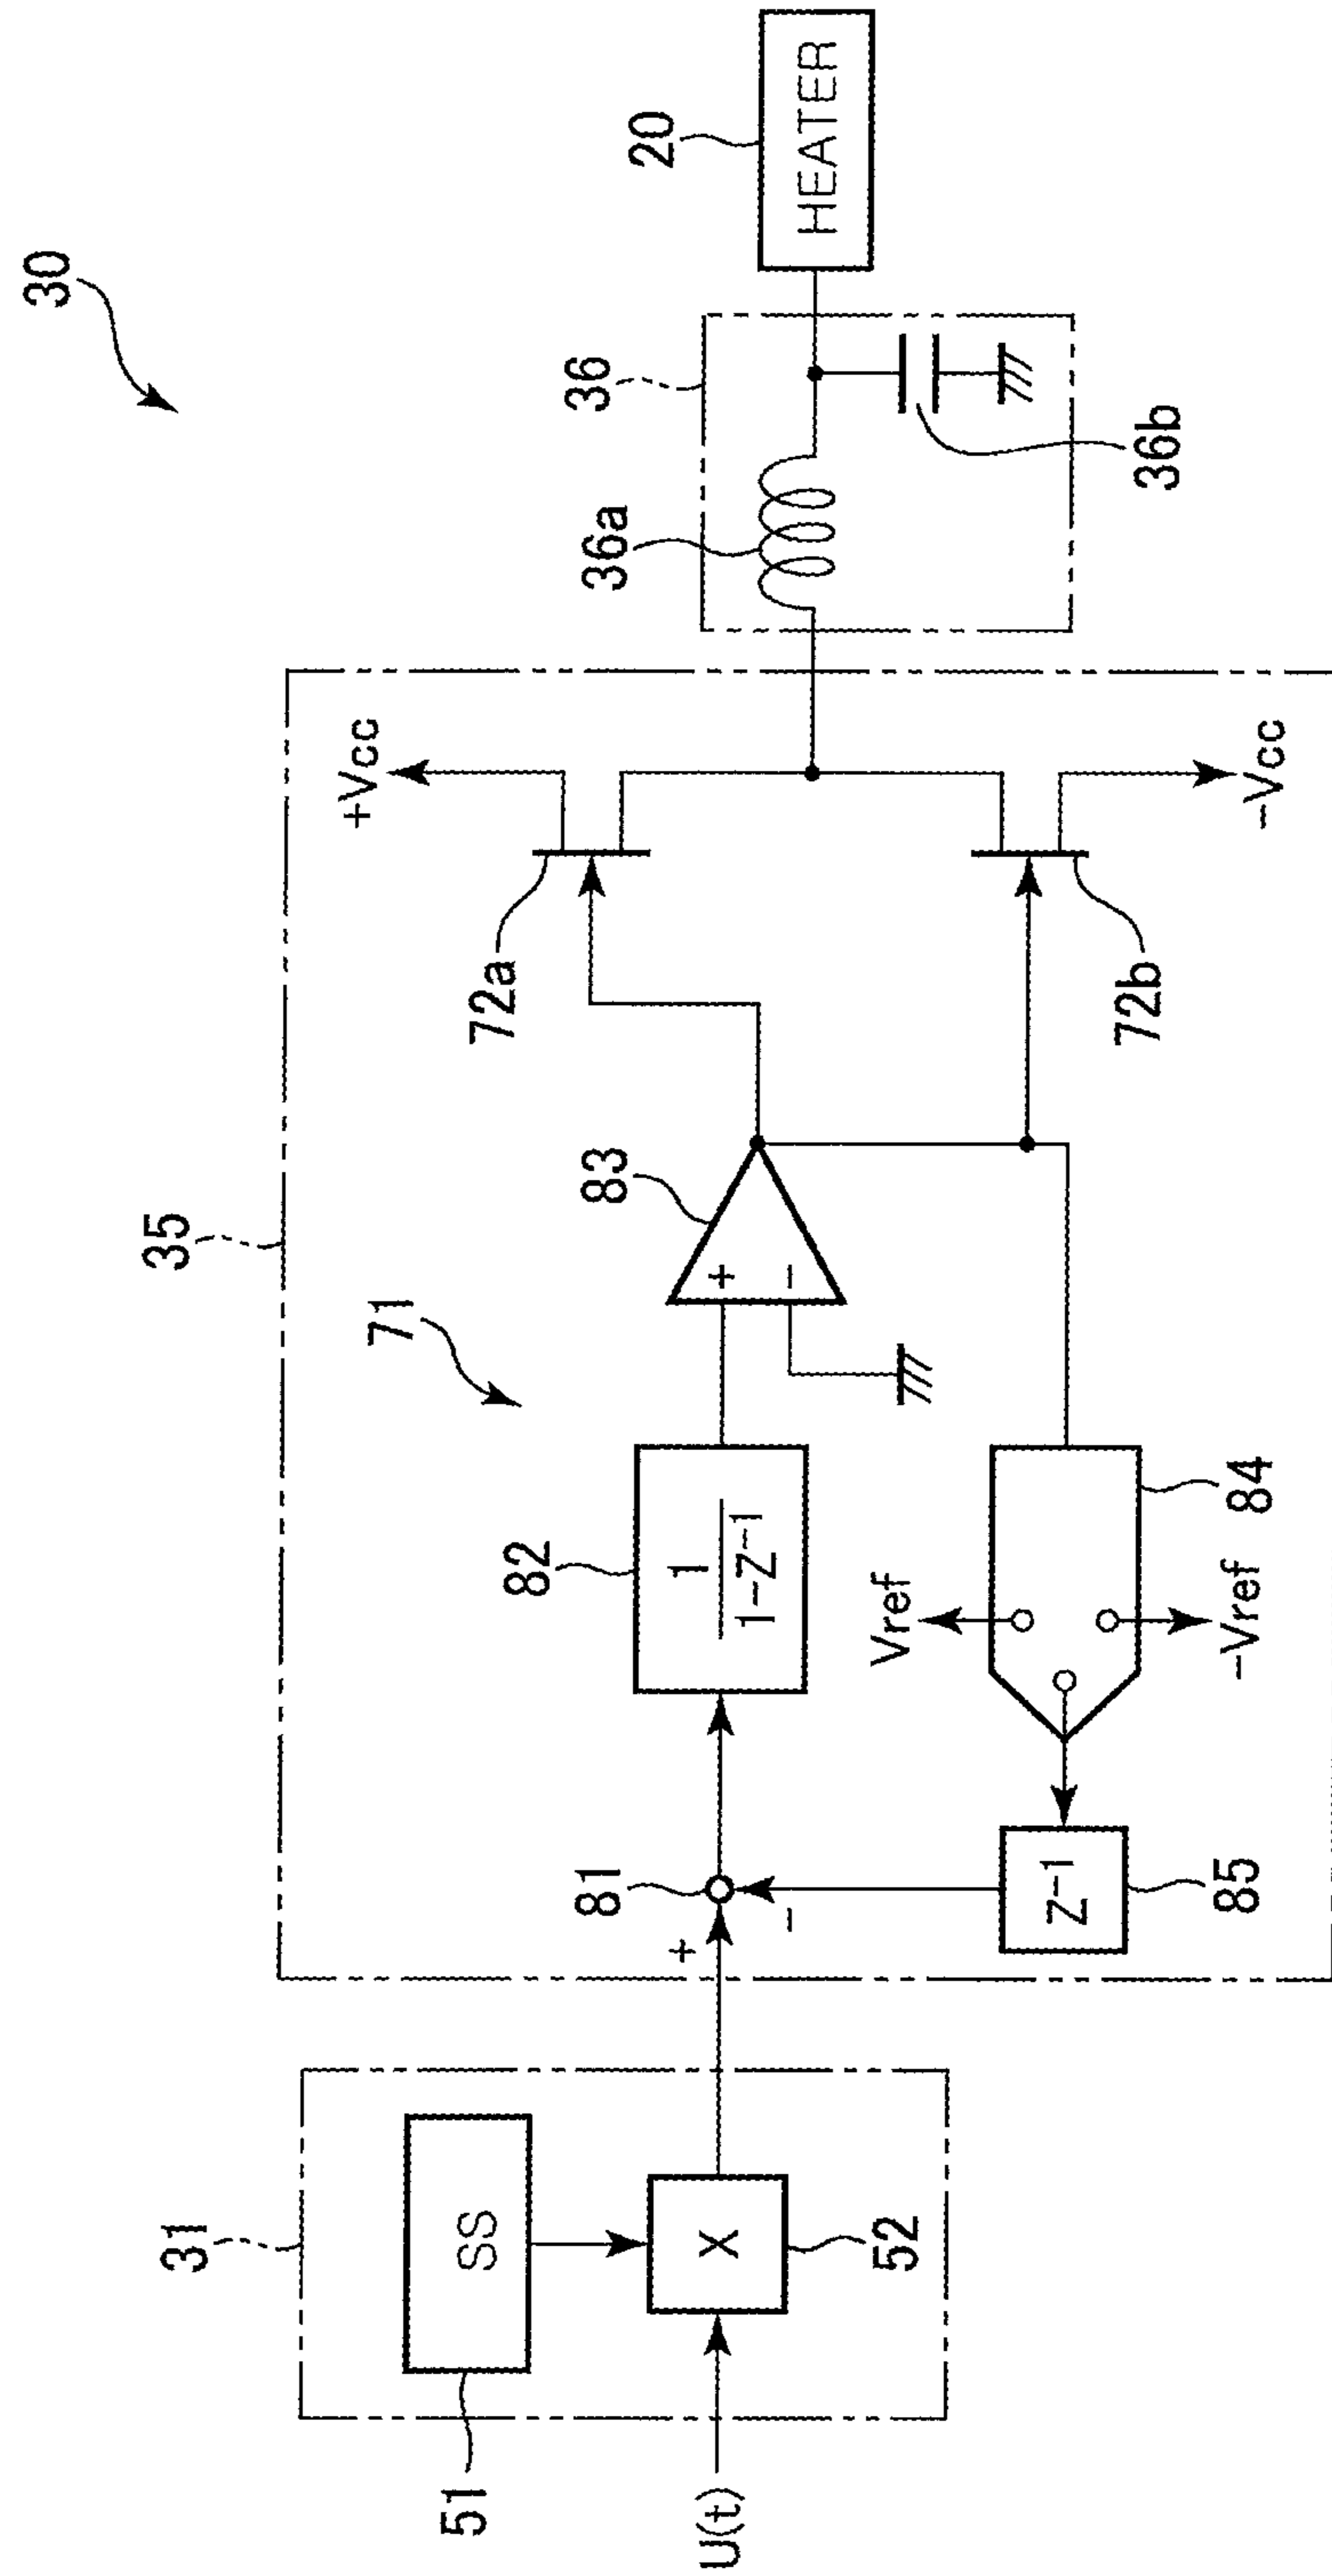 30
35
71
+Vcc
31
SS
51
U(t)
X
52
+
-
81
82
1
1-Z⁻¹
83
+
-
72a
72b
-Vcc
Vref
-Vref
84
Z⁻¹
85
36
36a
36b
20
HEATER